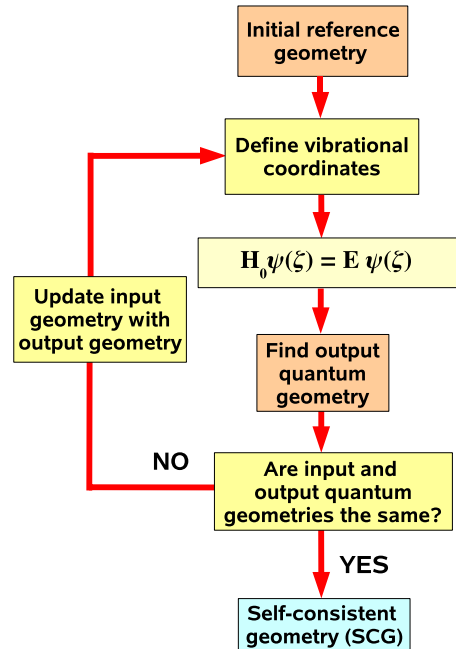 Initial reference
geometry
Define vibrational
coordinates
H₀ψ(ζ) = E ψ(ζ)
Update input
geometry with
output geometry
Find output
quantum
geometry
NO
Are input and
output quantum
geometries the same?
YES
Self-consistent
geometry (SCG)